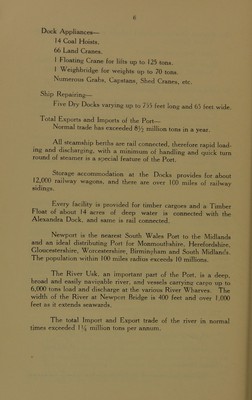 6
Dock Appliances—
14 Coal Hoists.
66 Land Cranes.
1 Floating Crane for lifts up to 125 tons.
1 Weighbridge for weights up to 70 tons.
Numerous Grabs, Capstans, Shed Cranes, etc.
Ship Repairing—
Five Dry Docks varying up to 735 feet long and 65 feet wide.
Total Exports and Imports of the Port—
Normal trade has exceeded 8½ million tons in a year.
All steamship berths are rail connected, therefore rapid load-
ing and discharging, with a minimum of handling and quick turn
round of steamer is a special feature of the Port.
Storage accommodation at the Docks provides for about
12,000 railway wagons, and there are over 100 miles of railway
sidings.
Every facility is provided for timber cargoes and a Timber
Float of about 14 acres of deep water is connected with the
Alexandra Dock, and same is rail connected.
Newport is the nearest South Wales Port to the Midlands
and an ideal distributing Port for Monmouthshire, Herefordshire,
Gloucestershire, Worcestershire, Birmingham and South Midlands.
The population within 100 miles radius exceeds 10 millions.
The River Usk, an important part of the Port, is a deep,
broad and easily navigable river, and vessels carrying cargo up to
6,000 tons load and discharge at the various River Wharves. The
width of the River at Newport Bridge is 400 feet and over 1,000
feet as it extends seawards.
The total Import and Export trade of the river in normal
times exceeded 1¼ million tons per annum.